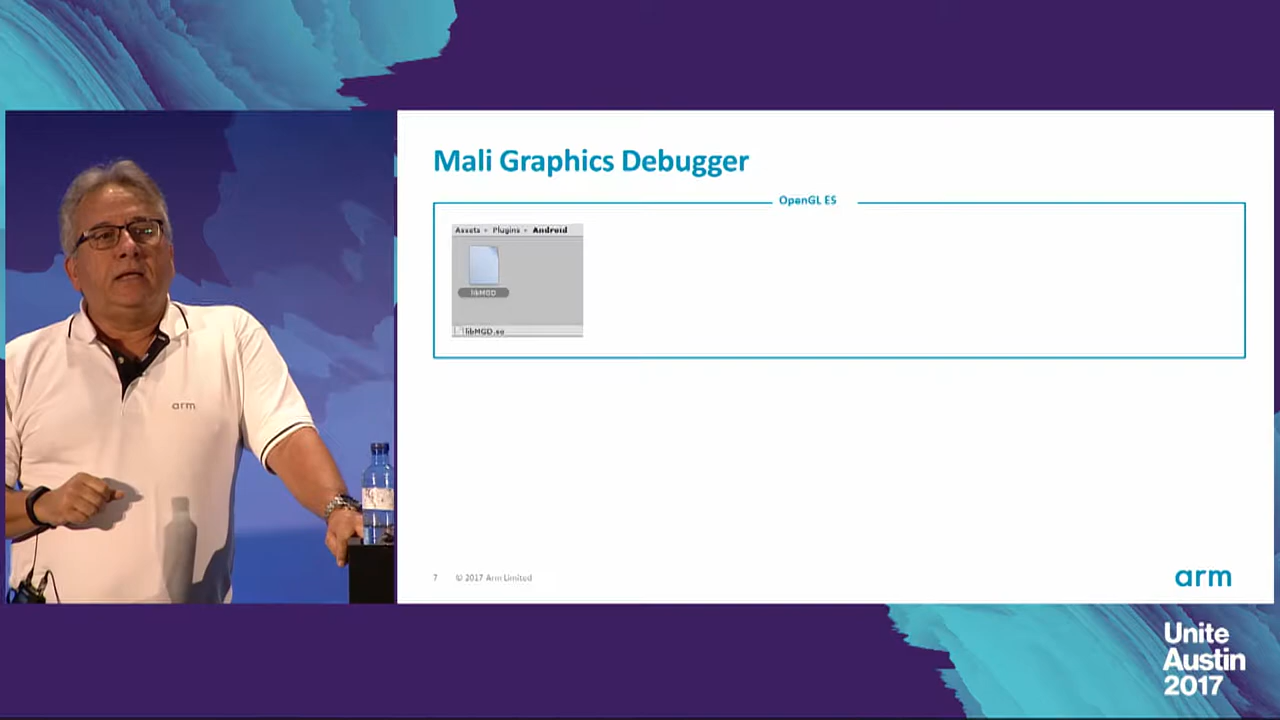 Mali Graphics Debugger
OpenGL ES
Assets
Plugins
Android
libMGD
libMGD.so
arm
7
© 2017 Arm Limited
arm
Unite
Austin
2017